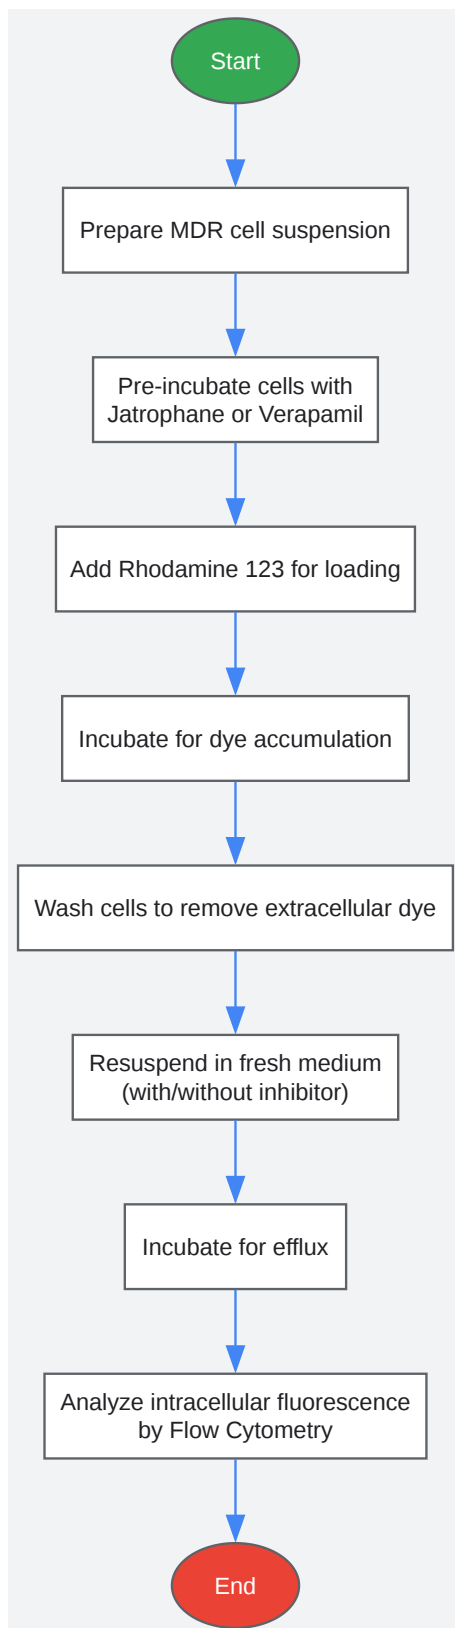 Start
Prepare MDR cell suspension
Pre-incubate cells with
Jatrophane or Verapamil
Add Rhodamine 123 for loading
Incubate for dye accumulation
Wash cells to remove extracellular dye
Resuspend in fresh medium
(with/without inhibitor)
Incubate for efflux
Analyze intracellular fluorescence
by Flow Cytometry
End